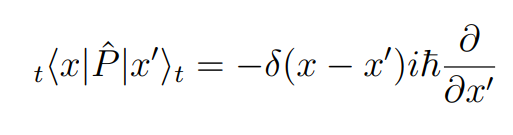 ₜ⟨x|P̂|x′⟩ₜ = −δ(x − x′)iℏ ∂/∂x′